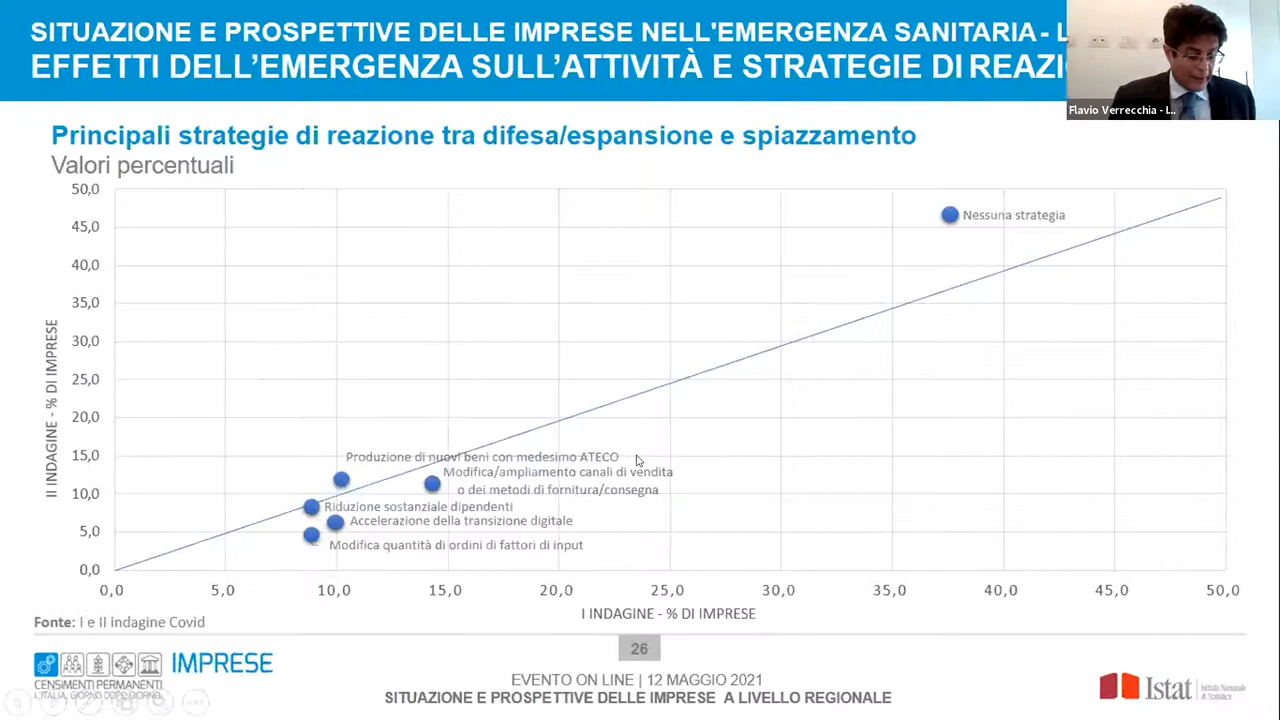 SITUAZIONE E PROSPETTIVE DELLE IMPRESE NELL'EMERGENZA SANITARIA - L
EFFETTI DELL'EMERGENZA SULL'ATTIVITÀ E STRATEGIE DI REAZI
Flavio Verrecchia - I...
Principali strategie di reazione tra difesa/espansione e spiazzamento
Valori percentuali
50,0
45,0
40,0
35,0
30,0
25,0
20,0
15,0
10,0
5,0
0,0
II INDAGINE - % DI IMPRESE
Nessuna strategia
Produzione di nuovi beni con medesimo ATECO
Modifica/ampliamento canali di vendita
o dei metodi di fornitura/consegna
Riduzione sostanziale dipendenti
Accelerazione della transizione digitale
Modifica quantità di ordini di fattori di input
0,0 5,0 10,0 15,0 20,0 25,0 30,0 35,0 40,0 45,0 50,0
I INDAGINE - % DI IMPRESE
Fonte: I e II indagine Covid
26
IMPRESE
CENSIMENTI PERMANENTI
L'ITALIA, GIORNO DOPO GIORNO
EVENTO ON LINE | 12 MAGGIO 2021
SITUAZIONE E PROSPETTIVE DELLE IMPRESE A LIVELLO REGIONALE
Istat
Istituto Nazionale
di Statistica